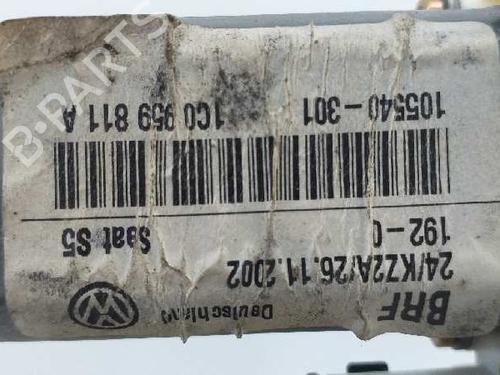 BRF Deutschland
24/KZ2A/26.11.2002
192-0 Seat S5
105540-301 1C0 959 811 A
B-PARTS